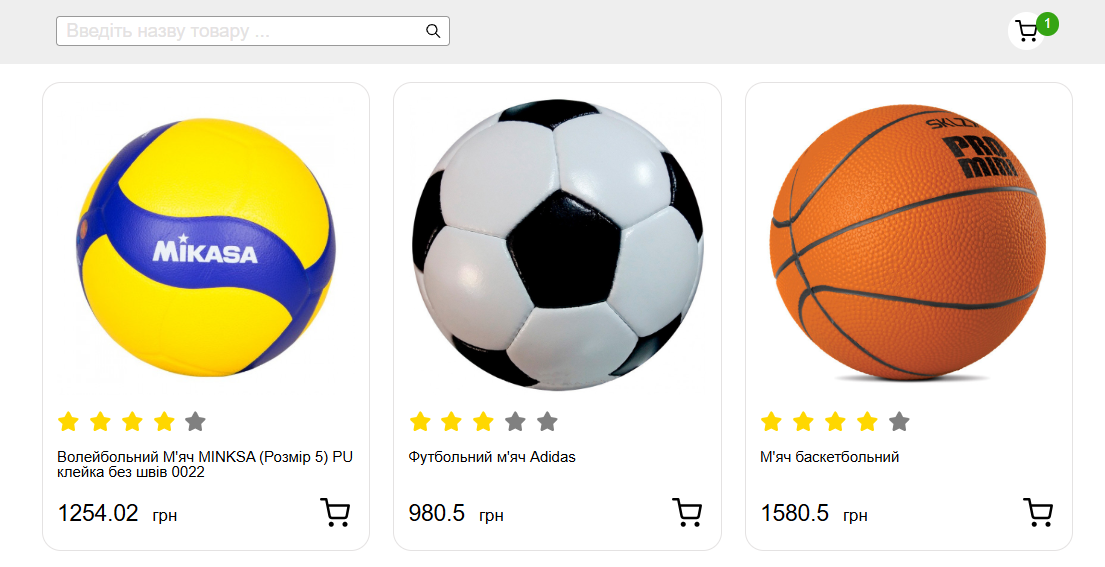 Введіть назву товару ...
1
MIKASA
SKLZ
PRO
MINI
Волейбольний М'яч MINKSA (Розмір 5) PU
клейка без швів 0022
Футбольний м'яч Adidas
М'яч баскетбольний
1254.02 грн
980.5 грн
1580.5 грн